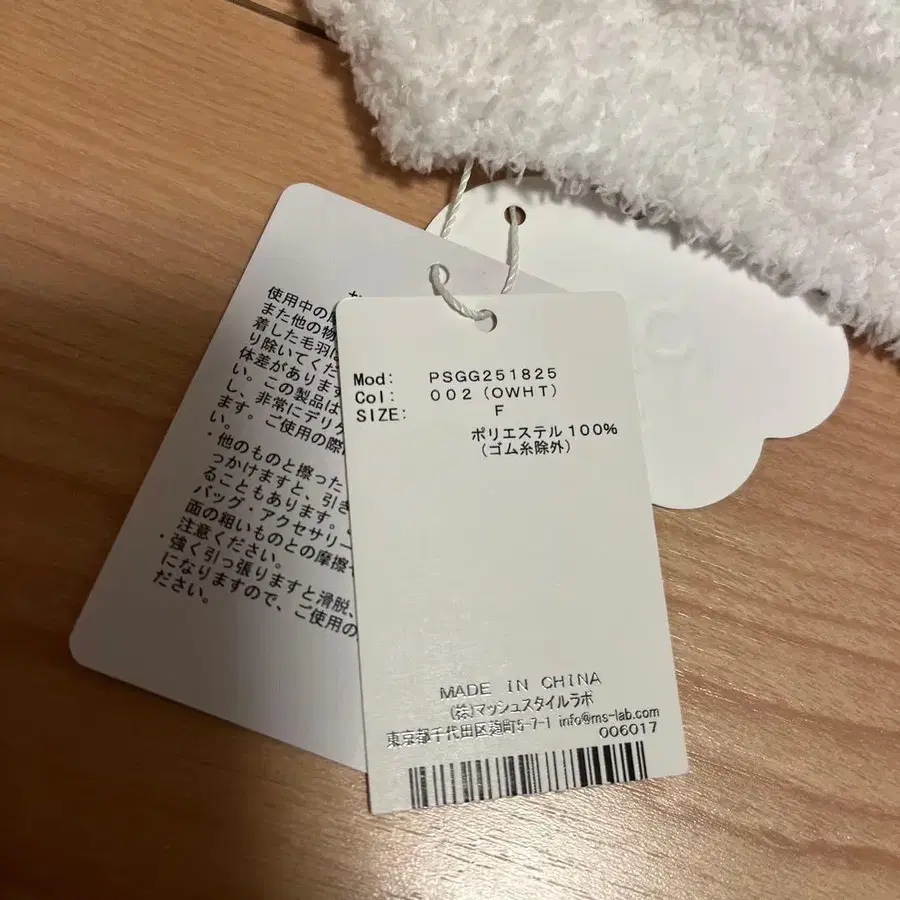 Mod: PSGG251825
Col: 002(OWHT)
SIZE: F
ポリエステル100%
(ゴム糸除外)
MADE IN CHINA
(株)マッシュスタイルラボ
東京都千代田区麹町5-7-1 info@ms-lab.com
006017
使用中の
また他の物
着した毛羽
り除いてくだ
体差があります
い。この製品は
し、非常にデリ
ます。ご使用の際
い。
・他のものと擦った
っかけますと、引き
ることもあります。
バッグ・アクセサリー
面の粗いものとの摩擦
注意ください。
・強く引っ張りますと滑脱、
になりますので、ご使用の
ださい。